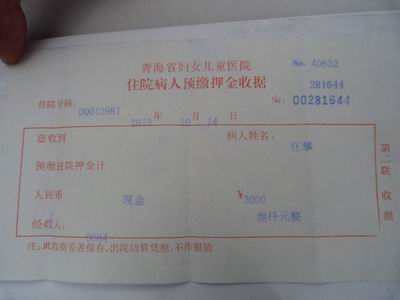 青海省妇女儿童医院 No. 40632
住院病人预缴押金收据 281644
住院号码: 00010981 No: 00281644
2013 年 10 月 14 日
兹收到 病人姓名: 汪攀
预缴住院押金计
人民币 现金 ¥3000
经收人: 0084 叁仟元整
注:此收据妥善保存,出院结算凭据,不作报销
第二联 收据